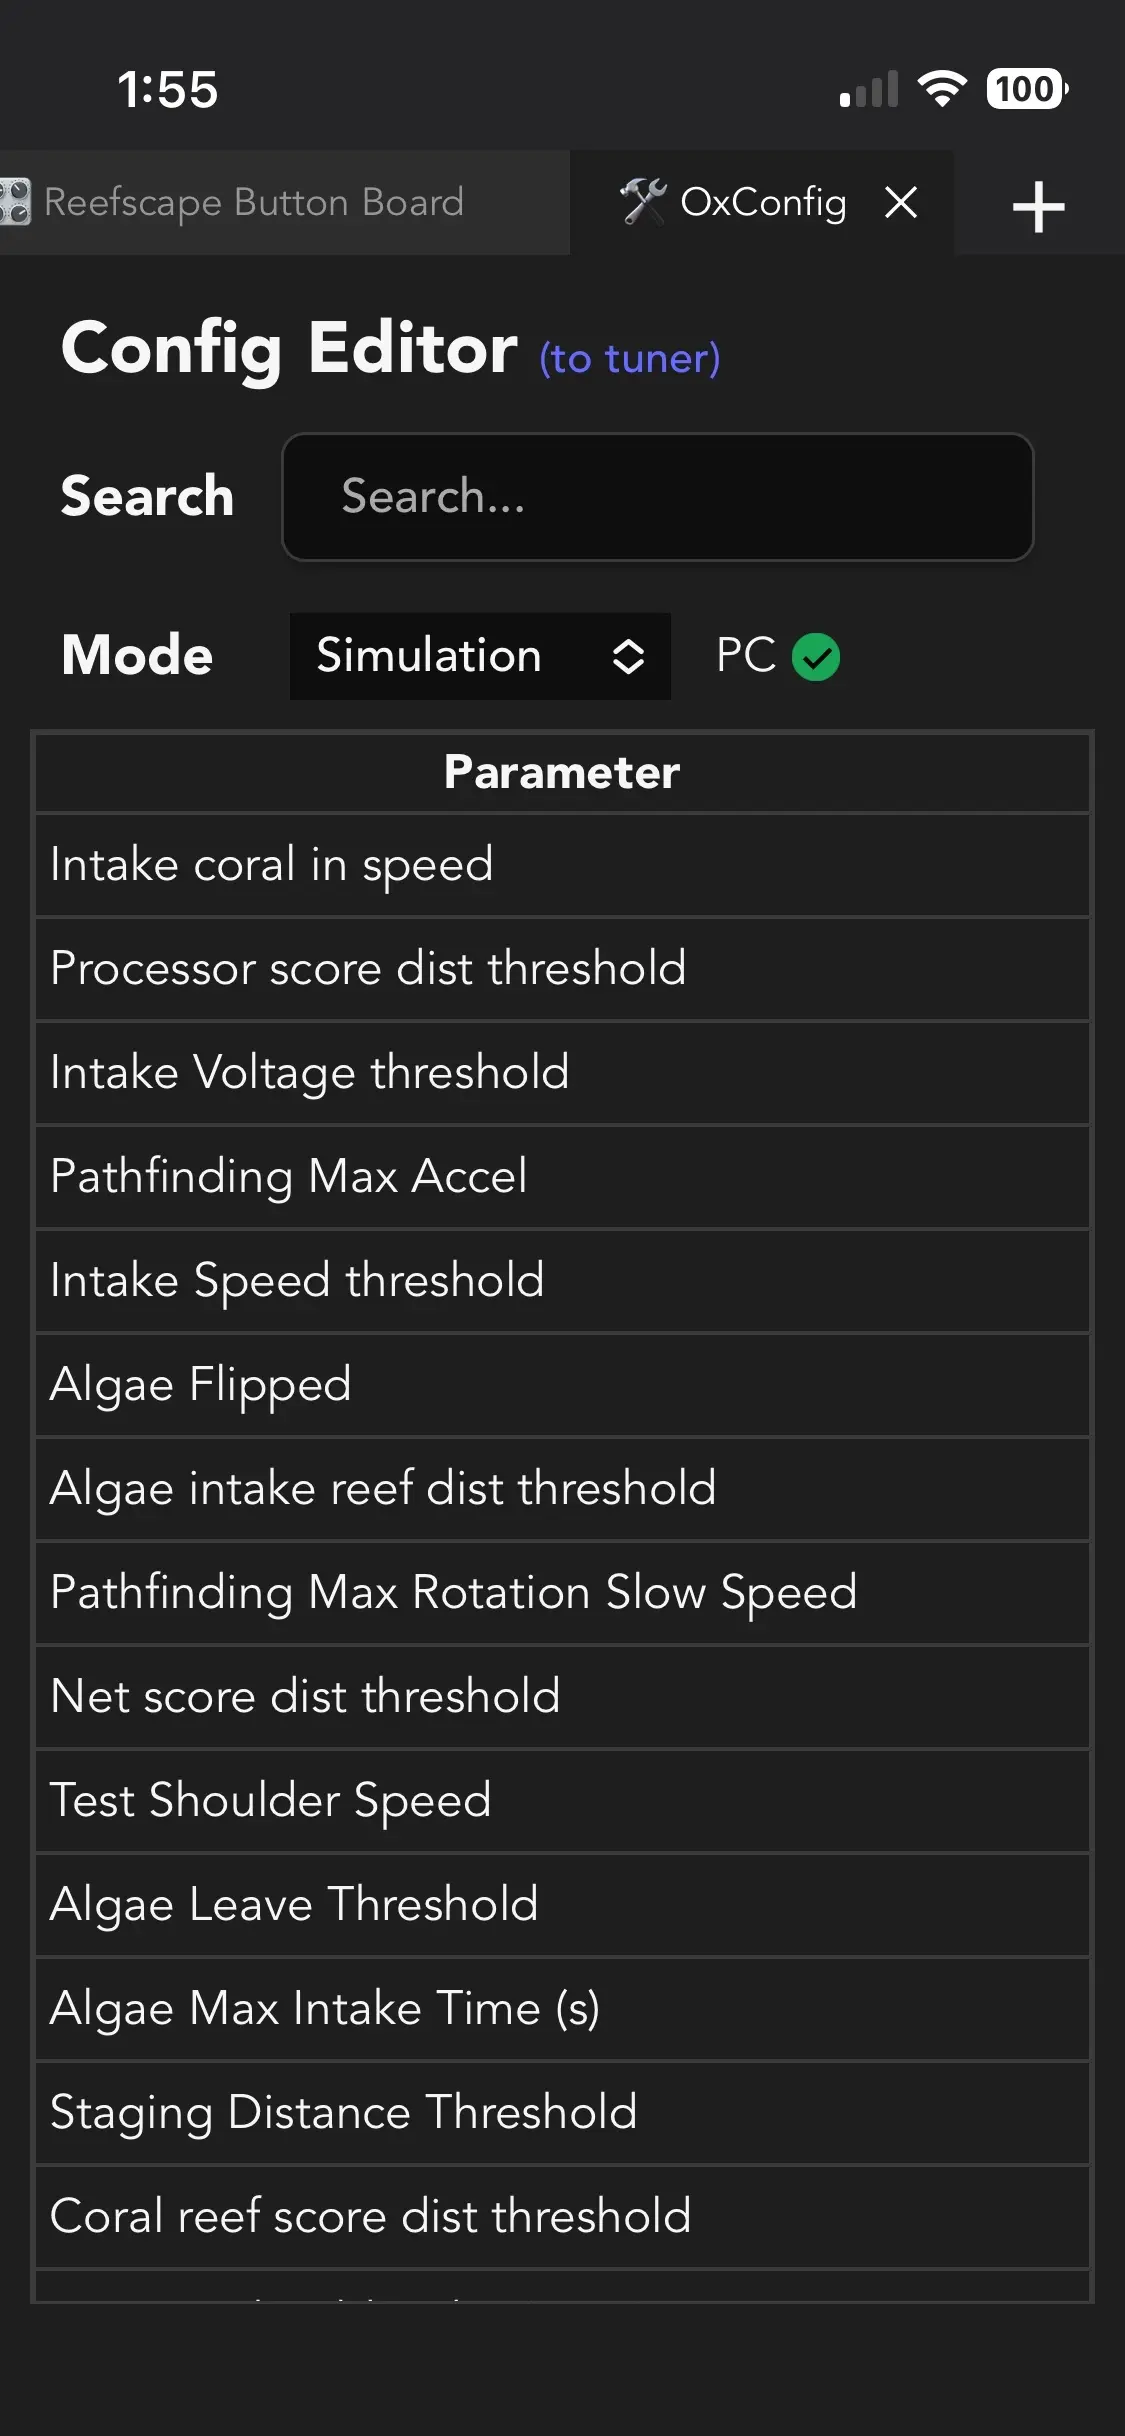 1:55
100
Reefscape Button Board
OxConfig
Config Editor (to tuner)
Search Search...
Mode Simulation PC
Parameter
Intake coral in speed
Processor score dist threshold
Intake Voltage threshold
Pathfinding Max Accel
Intake Speed threshold
Algae Flipped
Algae intake reef dist threshold
Pathfinding Max Rotation Slow Speed
Net score dist threshold
Test Shoulder Speed
Algae Leave Threshold
Algae Max Intake Time (s)
Staging Distance Threshold
Coral reef score dist threshold